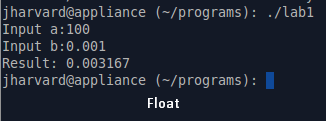 jharvard@appliance (~/programs): ./lab1
Input a:100
Input b:0.001
Result: 0.003167
jharvard@appliance (~/programs):
Float